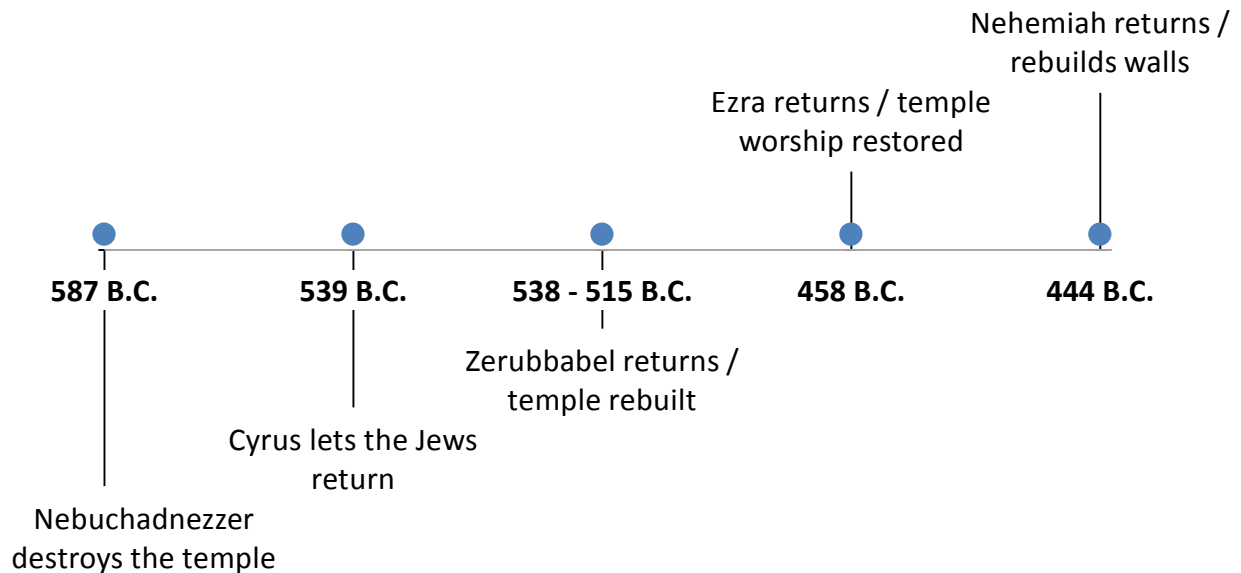 Nehemiah returns /
rebuilds walls
Ezra returns / temple
worship restored
587 B.C.
539 B.C.
538 - 515 B.C.
458 B.C.
444 B.C.
Zerubbabel returns /
temple rebuilt
Cyrus lets the Jews
return
Nebuchadnezzer
destroys the temple